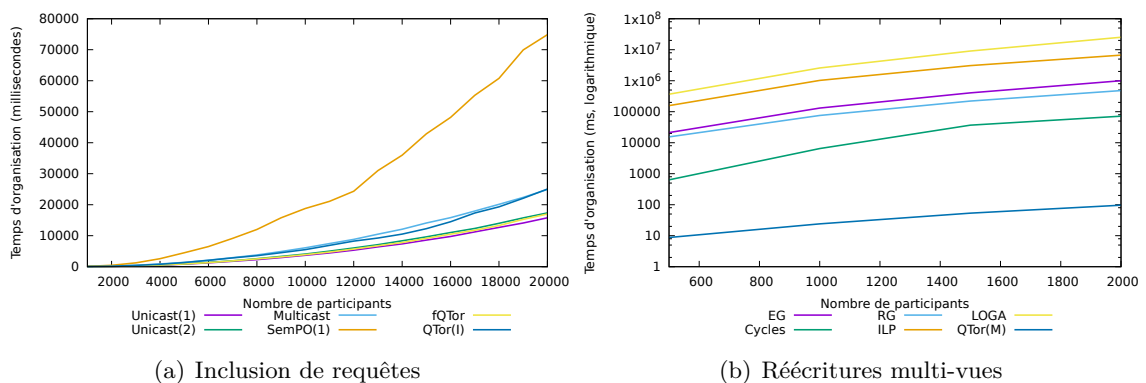 Temps d'organisation (millisecondes)
80000
70000
60000
50000
40000
30000
20000
10000
0
2000 4000 6000 8000 10000 12000 14000 16000 18000 20000
Nombre de participants
Unicast(1) Multicast fQTor
Unicast(2) SemPO(1) QTor(I)
(a) Inclusion de requêtes
Temps d'organisation (ms, logarithmique)
1x10^8
1x10^7
1x10^6
100000
10000
1000
100
10
1
600 800 1000 1200 1400 1600 1800 2000
Nombre de participants
EG RG LOGA
Cycles ILP QTor(M)
(b) Réécritures multi-vues